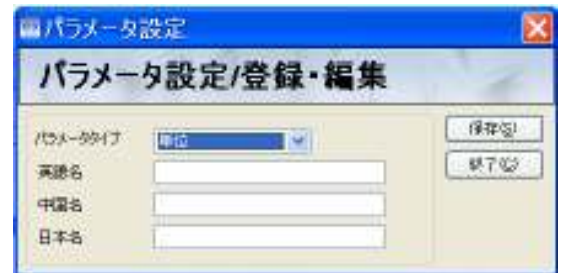 パラメータ設定
パラメータ設定/登録・編集
パラメータタイプ 単位
保存(S)
英語名
終了(C)
中国名
日本名